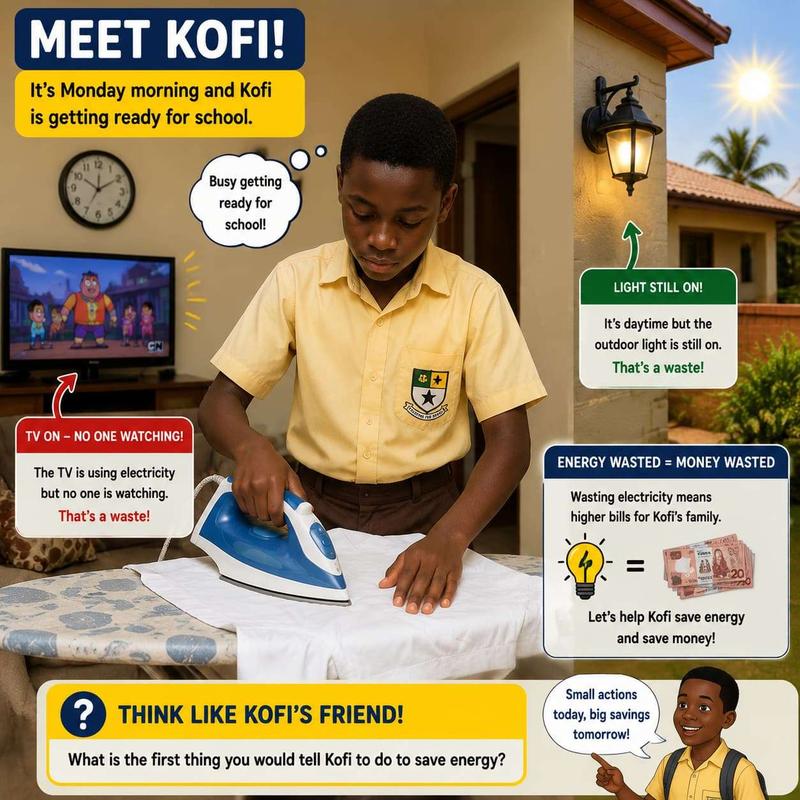 MEET KOFI!
It's Monday morning and Kofi
is getting ready for school.
Busy getting
ready for
school!
CN
LIGHT STILL ON!
It's daytime but the
outdoor light is still on.
That's a waste!
TV ON – NO ONE WATCHING!
The TV is using electricity
but no one is watching.
That's a waste!
ENERGY WASTED = MONEY WASTED
Wasting electricity means
higher bills for Kofi's family.
=
20
Let's help Kofi save energy
and save money!
? THINK LIKE KOFI'S FRIEND!
What is the first thing you would tell Kofi to do to save energy?
Small actions
today, big savings
tomorrow!